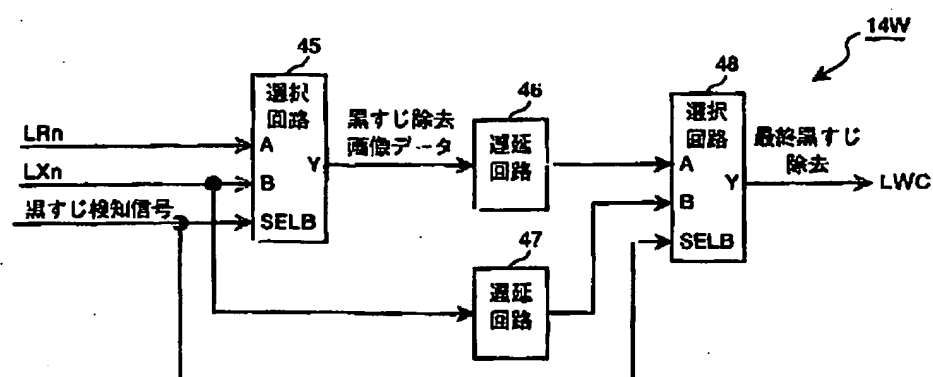 14W
45
選択
回路
LRn
A
LXn
B
Y
黒すじ検知信号
SELB
黒すじ除去
画像データ
46
遅延
回路
47
遅延
回路
48
選択
回路
A
B
Y
SELB
最終黒すじ
除去
LWC